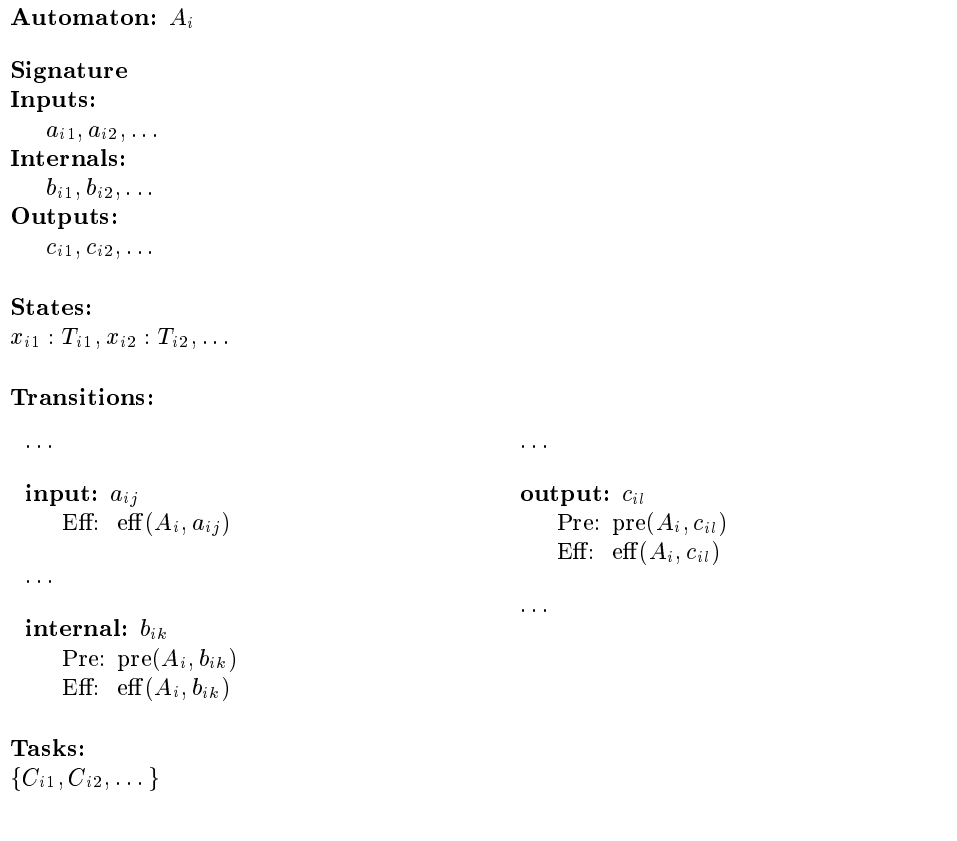 Automaton: A_i
Signature
Inputs:
a_{i1}, a_{i2}, ...
Internals:
b_{i1}, b_{i2}, ...
Outputs:
c_{i1}, c_{i2}, ...
States:
x_{i1} : T_{i1}, x_{i2} : T_{i2}, ...
Transitions:
...
input: a_{ij}
Eff: eff(A_i, a_{ij})
...
internal: b_{ik}
Pre: pre(A_i, b_{ik})
Eff: eff(A_i, b_{ik})
...
output: c_{il}
Pre: pre(A_i, c_{il})
Eff: eff(A_i, c_{il})
...
Tasks:
{C_{i1}, C_{i2}, ...}